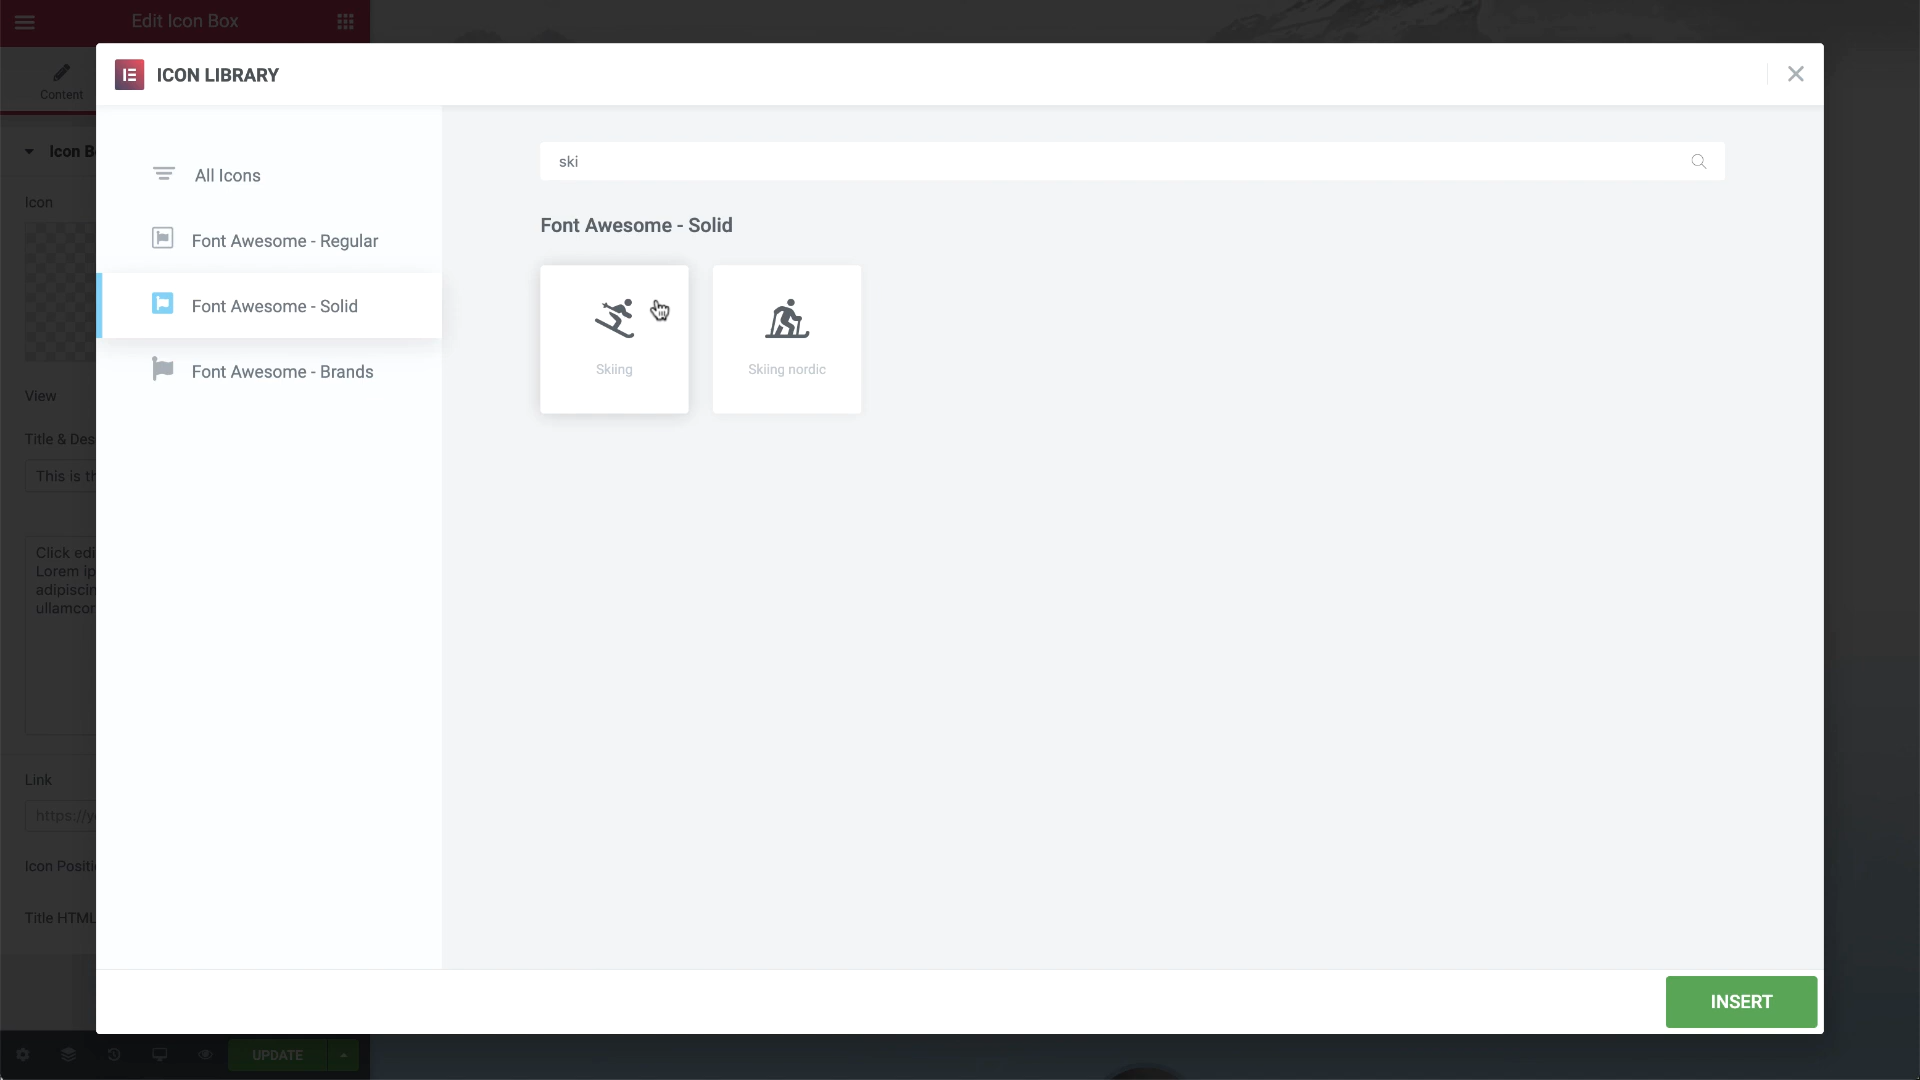 Edit Icon Box
ICON LIBRARY
Content
Icon B
Icon
View
Title & Des
This is th
Click edi
Lorem ip
adipiscin
ullamcor
Link
https://y
Icon Positi
Title HTML
UPDATE
All Icons
Font Awesome - Regular
Font Awesome - Solid
Font Awesome - Brands
ski
Font Awesome - Solid
Skiing
Skiing nordic
INSERT